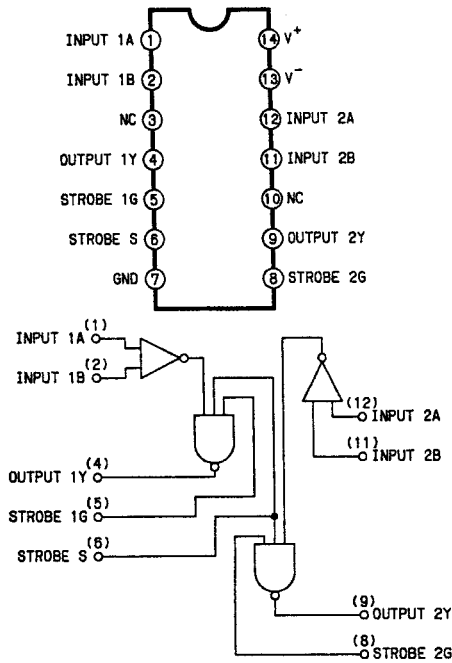 INPUT 1A 1 14 V+
INPUT 1B 2 13 V-
NC 3 12 INPUT 2A
OUTPUT 1Y 4 11 INPUT 2B
STROBE 1G 5 10 NC
STROBE S 6 9 OUTPUT 2Y
GND 7 8 STROBE 2G
INPUT 1A (1)
INPUT 1B (2)
(12) INPUT 2A
(11) INPUT 2B
OUTPUT 1Y (4)
STROBE 1G (5)
STROBE S (6)
(9) OUTPUT 2Y
(8) STROBE 2G